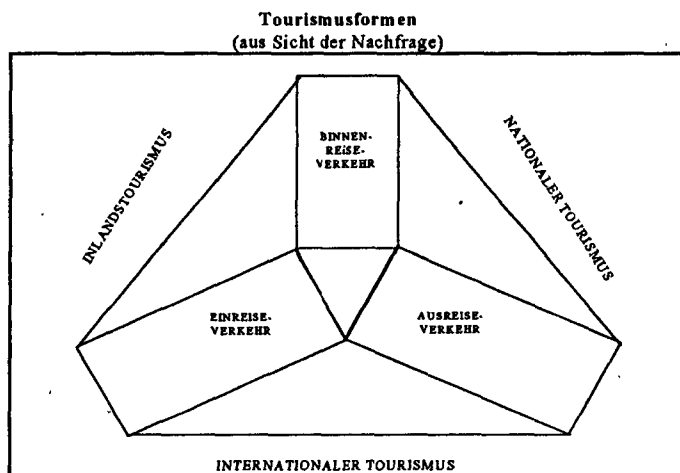 Tourismusformen
(aus Sicht der Nachfrage)
BINNEN-
REiSE-
VERKEHR
INLANDSTOURISMUS
NATIONALER TOURISMUS
EINREISE-
VERKEHR
AUSREISE-
VERKEHR
INTERNATIONALER TOURISMUS